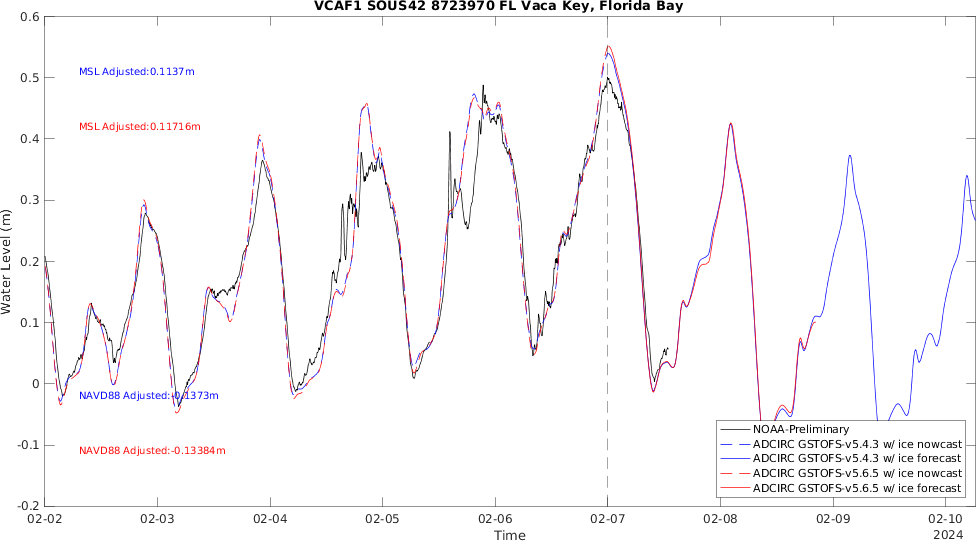 VCAF1 SOUS42 8723970 FL Vaca Key, Florida Bay
0.6
0.5
0.4
0.3
0.2
0.1
0
-0.1
-0.2
Water Level (m)
MSL Adjusted:0.1137m
MSL Adjusted:0.11716m
NAVD88 Adjusted:-0.1373m
NAVD88 Adjusted:-0.13384m
NOAA-Preliminary
ADCIRC GSTOFS-v5.4.3 w/ ice nowcast
ADCIRC GSTOFS-v5.4.3 w/ ice forecast
ADCIRC GSTOFS-v5.6.5 w/ ice nowcast
ADCIRC GSTOFS-v5.6.5 w/ ice forecast
02-02 02-03 02-04 02-05 02-06 02-07 02-08 02-09 02-10
Time 2024